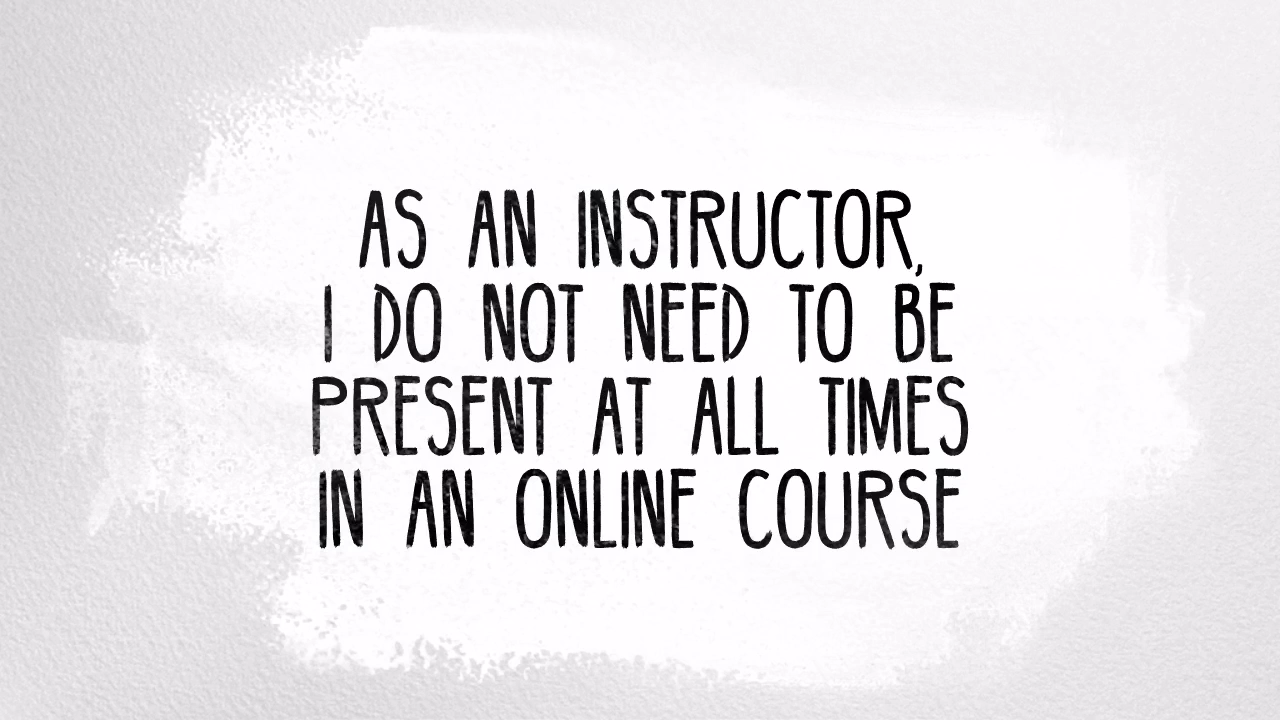 AS AN INSTRUCTOR,
I DO NOT NEED TO BE
PRESENT AT ALL TIMES
IN AN ONLINE COURSE